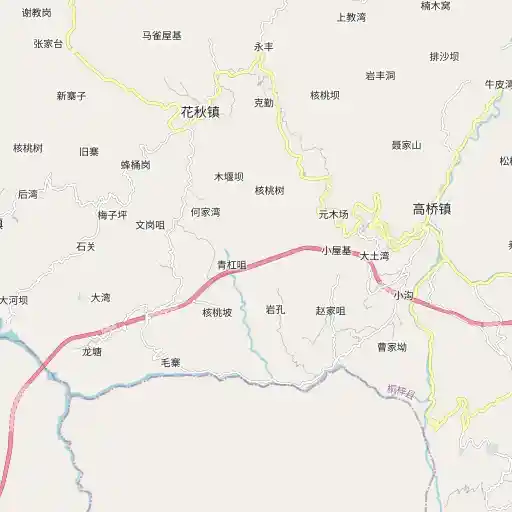 谢教岗
楠木窝
上教湾
马雀屋基
张家台
永丰
排沙坝
岩丰洞
牛皮湾
新寨子
核桃坝
克勤
花秋镇
聂家山
核桃树
旧寨
蜂桶岗
木堰坝
核桃树
后湾
高桥镇
梅子坪
何家湾
元木场
文岗咀
石关
小屋基
大土湾
青杠咀
大河坝
大湾
小沟
核桃坡
岩孔
赵家咀
龙塘
曹家坳
毛寨
桐梓县